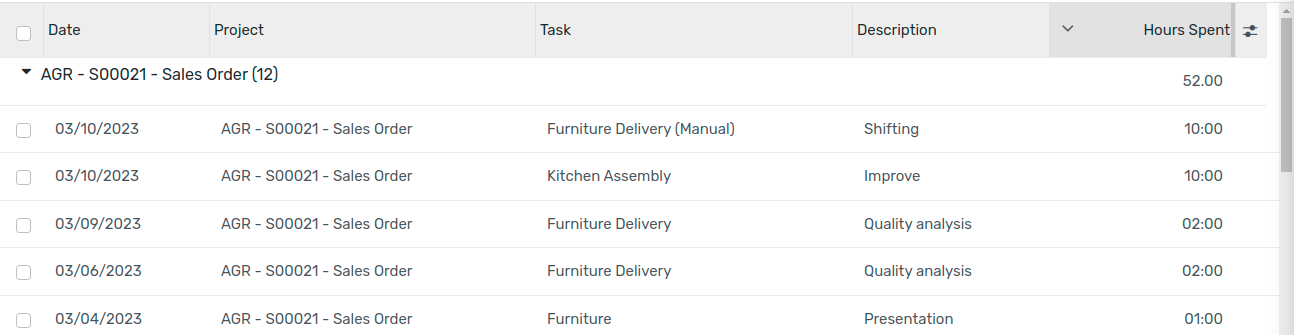 Date Project Task Description Hours Spent
AGR - S00021 - Sales Order (12) 52.00
03/10/2023 AGR - S00021 - Sales Order Furniture Delivery (Manual) Shifting 10:00
03/10/2023 AGR - S00021 - Sales Order Kitchen Assembly Improve 10:00
03/09/2023 AGR - S00021 - Sales Order Furniture Delivery Quality analysis 02:00
03/06/2023 AGR - S00021 - Sales Order Furniture Delivery Quality analysis 02:00
03/04/2023 AGR - S00021 - Sales Order Furniture Presentation 01:00